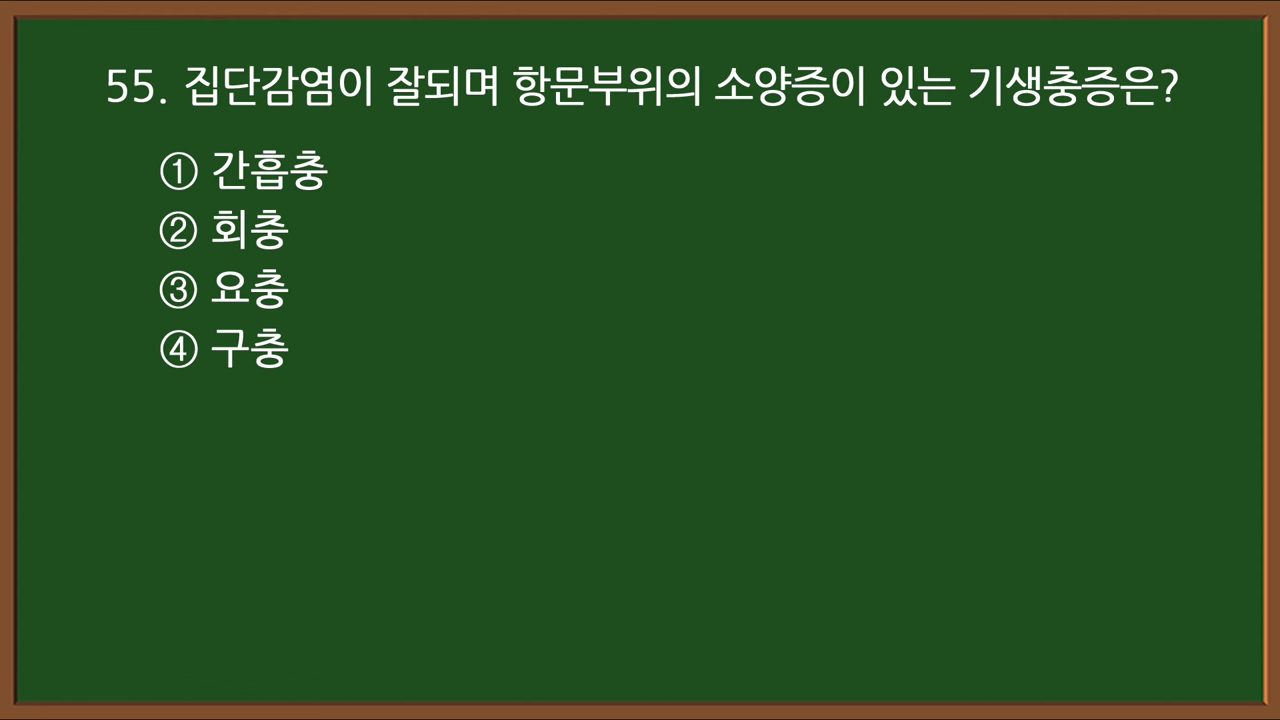 55. 집단감염이 잘되며 항문부위의 소양증이 있는 기생충증은?
① 간흡충
② 회충
③ 요충
④ 구충